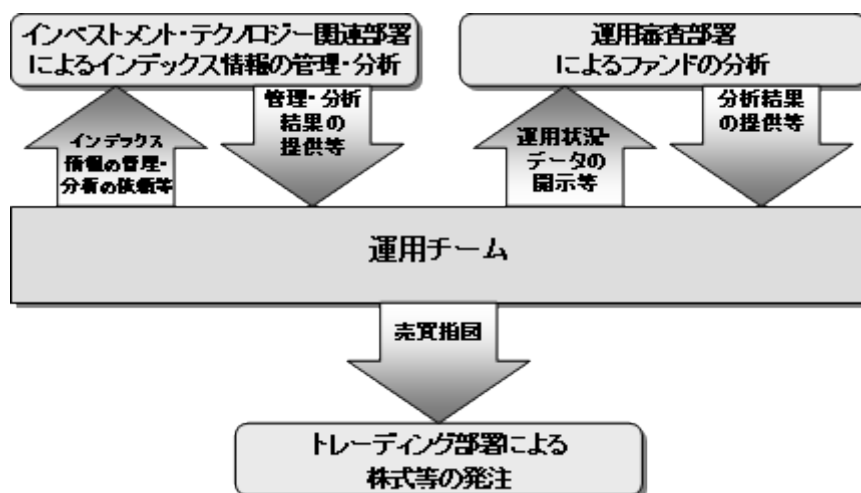 インベストメント・テクノロジー関連部署
によるインデックス情報の管理・分析
運用審査部署
によるファンドの分析
インデックス
情報の管理・
分析の依頼等
管理・分析
結果の
提供等
運用状況・
データの
開示等
分析結果
の提供等
運用チーム
売買指図
トレーディング部署による
株式等の発注